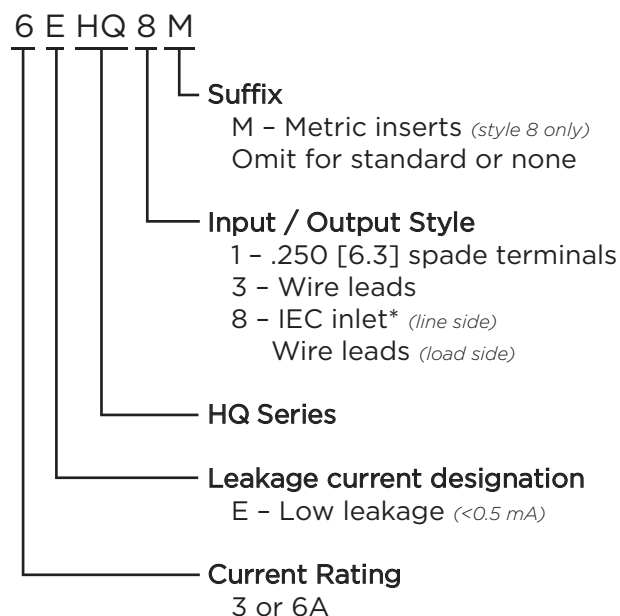 6 E HQ 8 M
Suffix
M – Metric inserts (style 8 only)
Omit for standard or none
Input / Output Style
1 – .250 [6.3] spade terminals
3 – Wire leads
8 – IEC inlet* (line side)
Wire leads (load side)
HQ Series
Leakage current designation
E – Low leakage (<0.5 mA)
Current Rating
3 or 6A